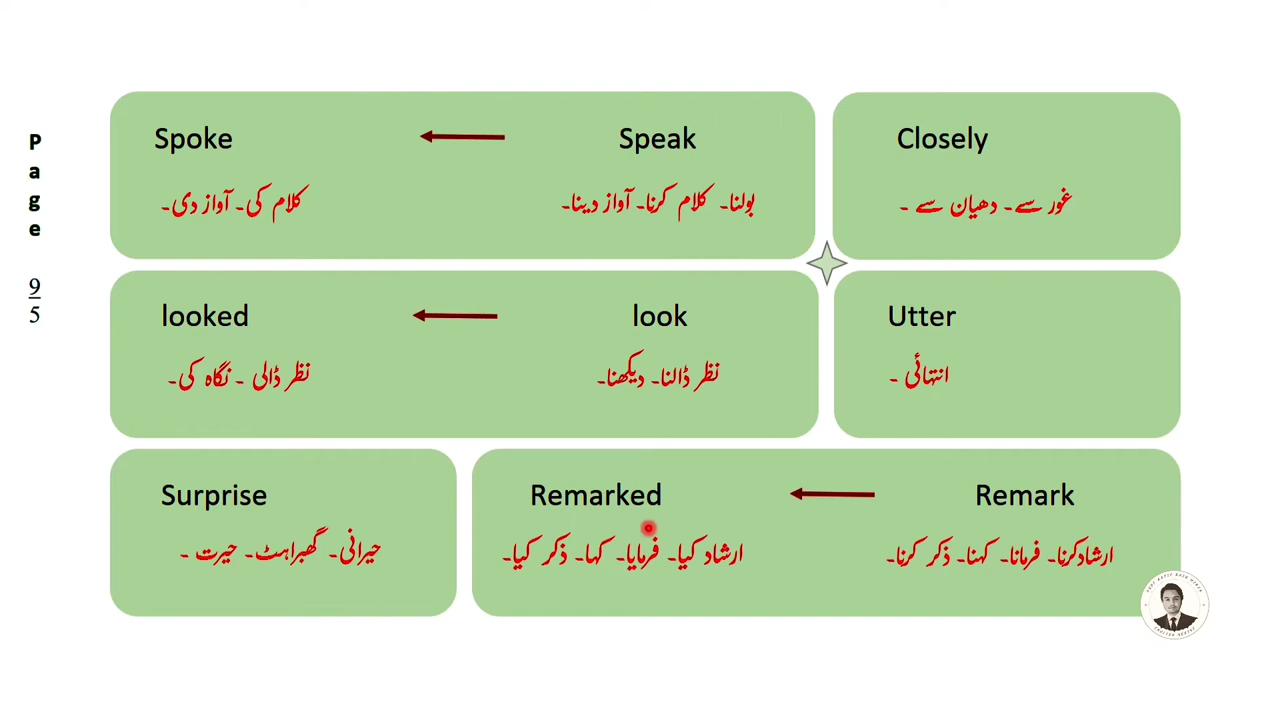 Page
9
5
Spoke ← Speak
کلام کی۔ آواز دی۔
بولنا۔ کلام کرنا۔ آواز دینا۔
Closely
غور سے۔ دھیان سے ۔
looked ← look
نظر ڈالی ۔ نگاہ کی۔
نظر ڈالنا۔ دیکھنا۔
Utter
انتہائی ۔
Surprise
حیرانی۔ گھبراہٹ۔ حیرت ۔
Remarked ← Remark
ارشاد کیا۔ فرمایا۔ کہا۔ ذکر کیا۔
ارشادکرنا۔ فرمانا۔ کہنا۔ ذکر کرنا۔